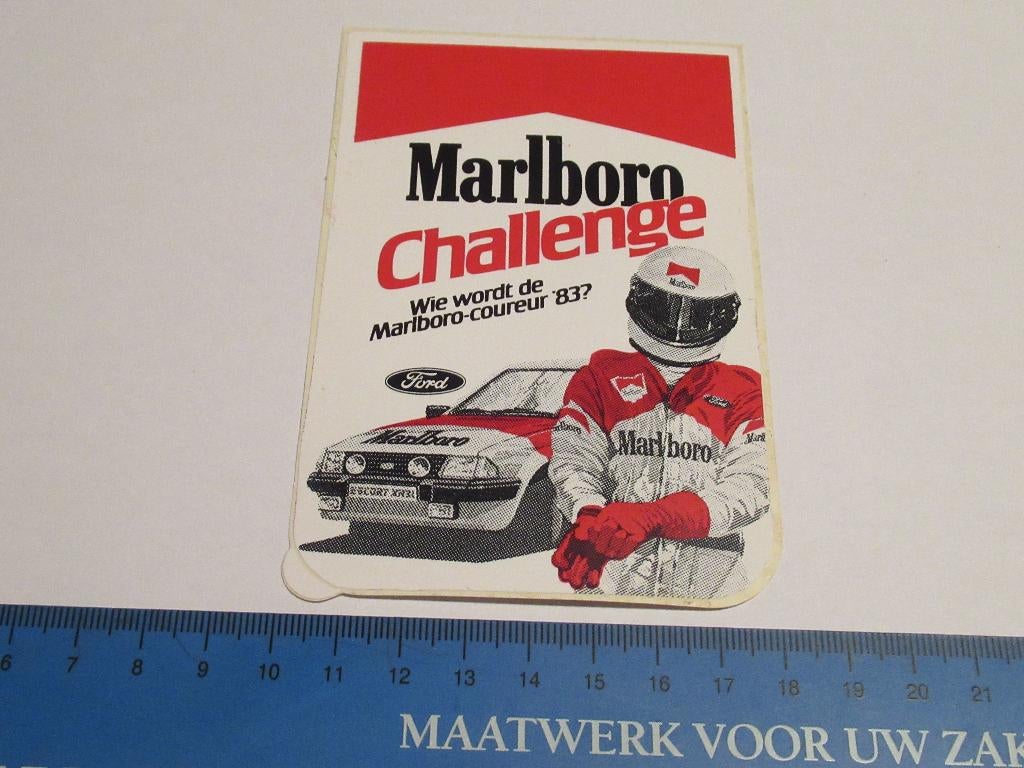 Marlboro
Challenge
Wie wordt de
Marlboro-coureur '83?
Ford
Marlboro
Marlboro
Ford
Marlboro
ESCORT XR3i
6 7 8 9 10 11 12 13 14 15 16 17 18 19 20 21
MAATWERK VOOR UW ZAK